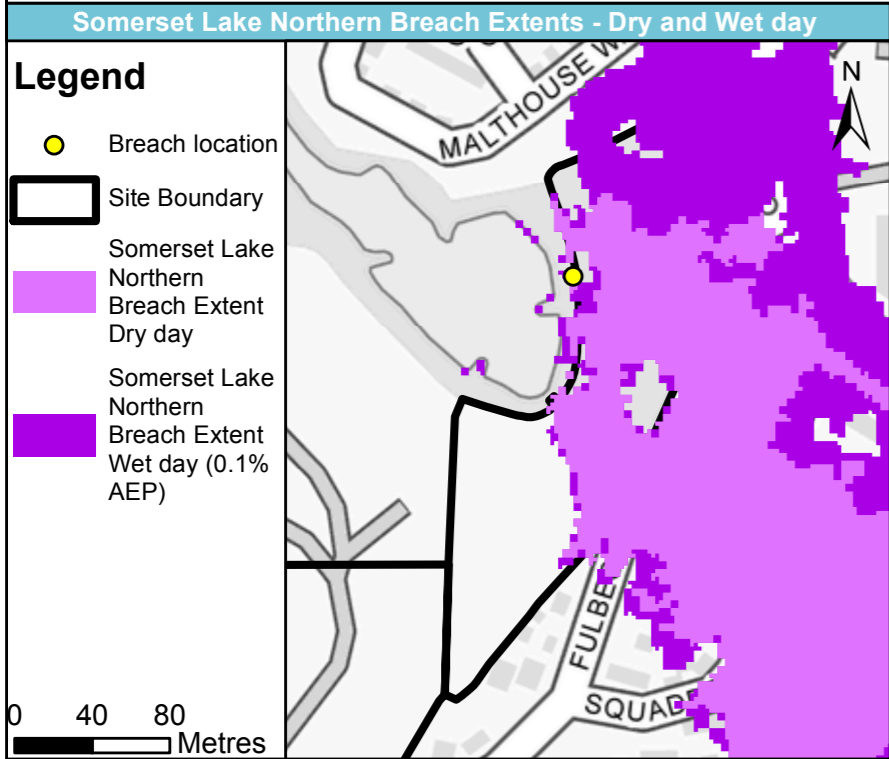 Somerset Lake Northern Breach Extents - Dry and Wet day
Legend
Breach location
Site Boundary
Somerset Lake
Northern
Breach Extent
Dry day
Somerset Lake
Northern
Breach Extent
Wet day (0.1%
AEP)
0 40 80
Metres
MALTHOUSE W
N
FULBE
SQUAD